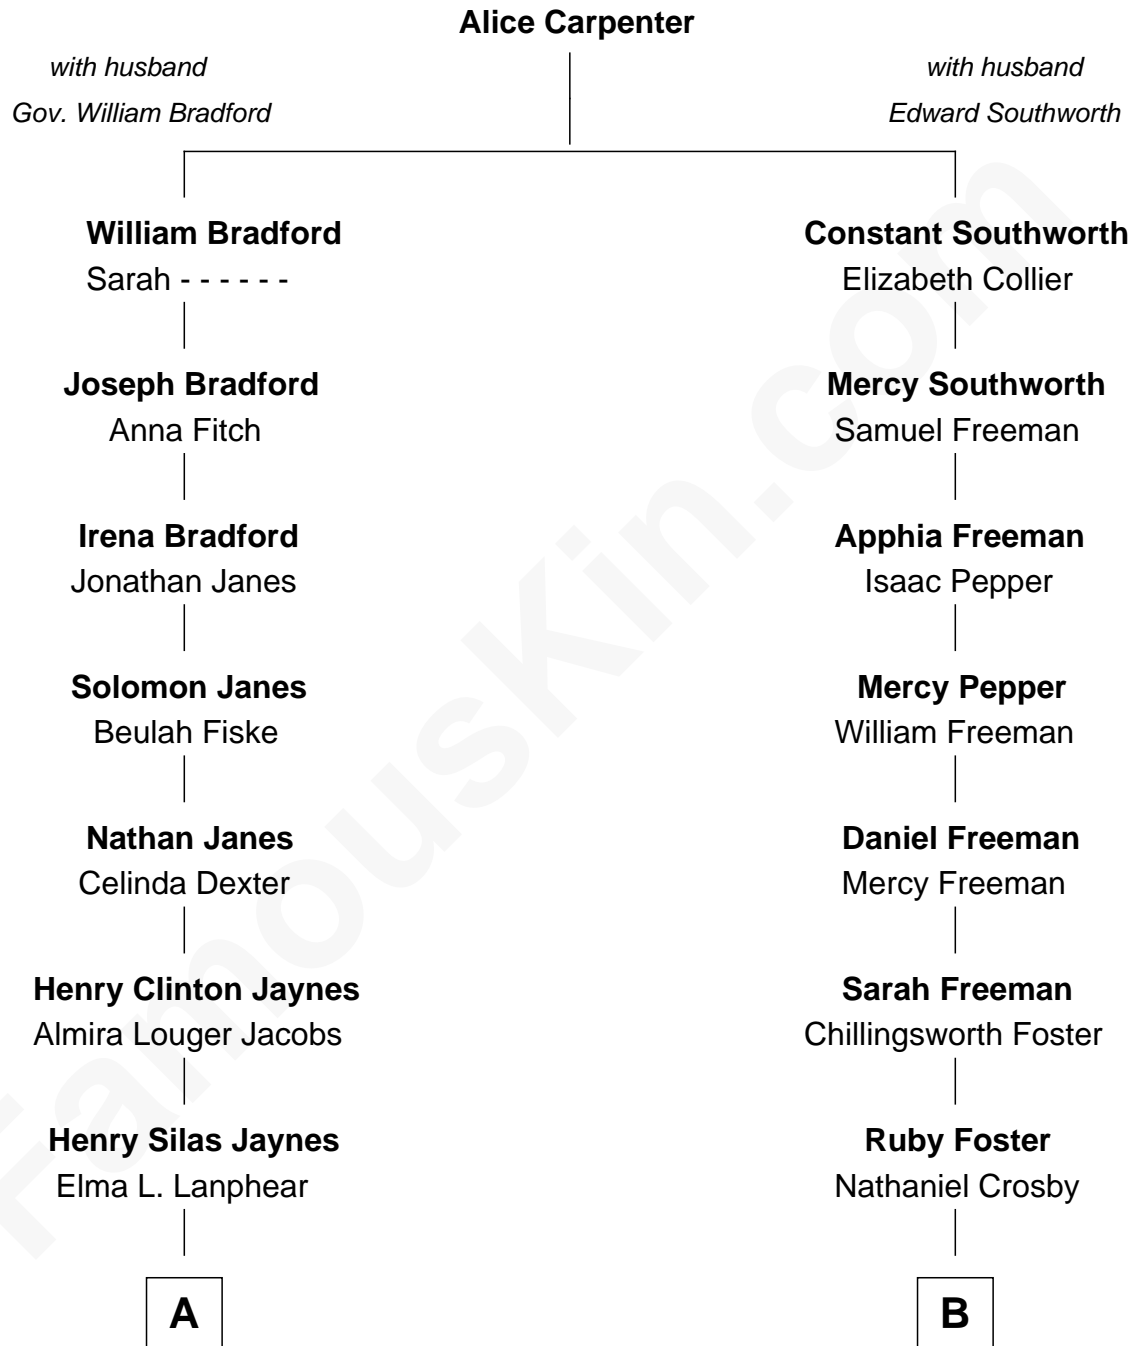 Alice Carpenter
with husband
Gov. William Bradford
with husband
Edward Southworth
William Bradford
Sarah - - - - - -
Constant Southworth
Elizabeth Collier
Joseph Bradford
Anna Fitch
Mercy Southworth
Samuel Freeman
Irena Bradford
Jonathan Janes
Apphia Freeman
Isaac Pepper
Solomon Janes
Beulah Fiske
Mercy Pepper
William Freeman
Nathan Janes
Celinda Dexter
Daniel Freeman
Mercy Freeman
Henry Clinton Jaynes
Almira Louger Jacobs
Sarah Freeman
Chillingsworth Foster
Henry Silas Jaynes
Elma L. Lanphear
Ruby Foster
Nathaniel Crosby
A
B
FamousKin.com